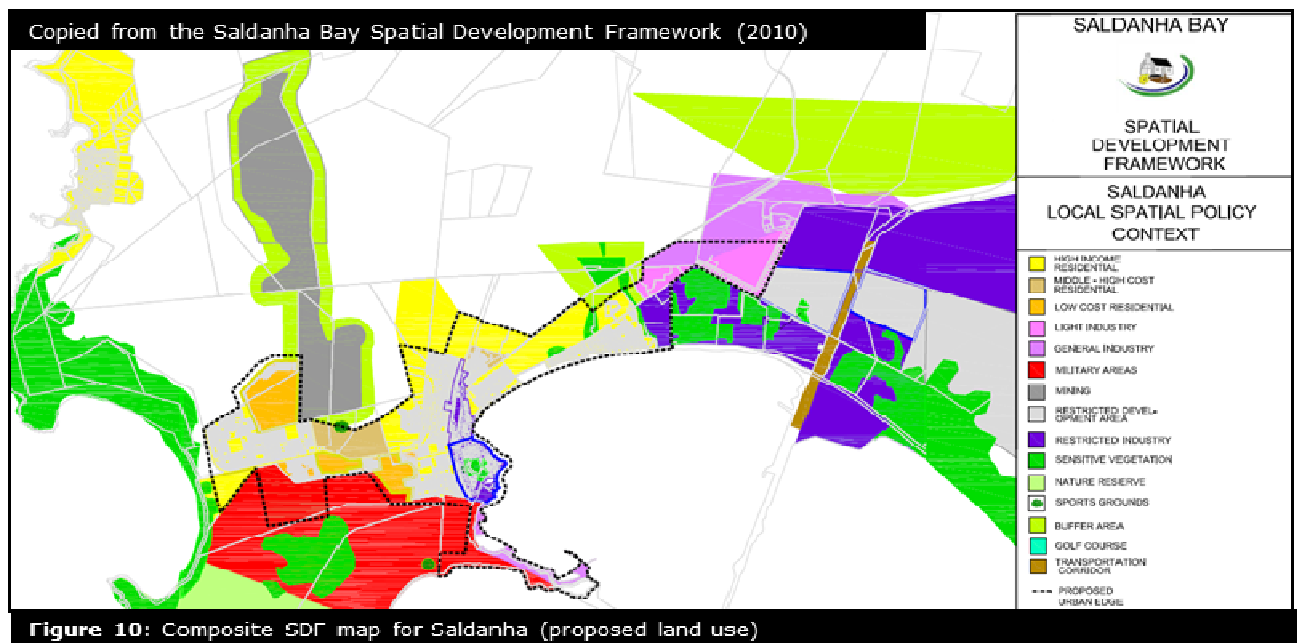 Copied from the Saldanha Bay Spatial Development Framework (2010)
SALDANHA BAY
SPATIAL
DEVELOPMENT
FRAMEWORK
SALDANHA
LOCAL SPATIAL POLICY
CONTEXT
HIGH INCOME
RESIDENTIAL
MIDDLE - HIGH COST
RESIDENTIAL
LOW COST RESIDENTIAL
LIGHT INDUSTRY
GENERAL INDUSTRY
MILITARY AREAS
MINING
RESTRICTED DEVEL-
OPMENT AREA
RESTRICTED INDUSTRY
SENSITIVE VEGETATION
NATURE RESERVE
SPORTS GROUNDS
BUFFER AREA
GOLF COURSE
TRANSPORTATION
CORRIDOR
PROPOSED
URBAN EDGE
Figure 10: Composite SDF map for Saldanha (proposed land use)